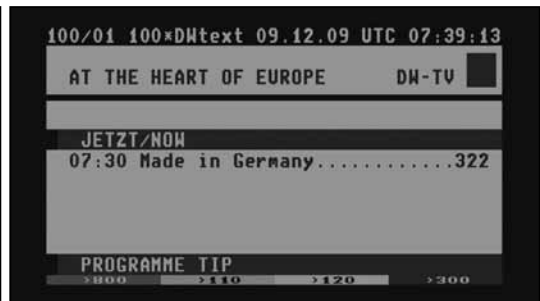 100/01 100*DWtext 09.12.09 UTC 07:39:13
AT THE HEART OF EUROPE DW-TV
JETZT/NOW
07:30 Made in Germany............322
PROGRAMME TIP
>800 >110 >120 >300